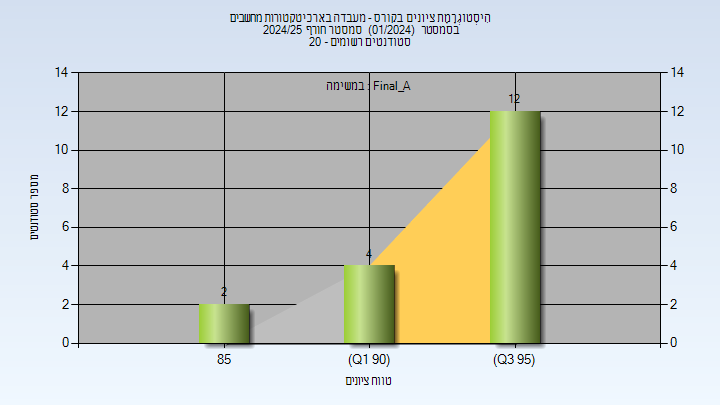 היסטוגרמת ציונים בקורס - מעבדה בארכיטקטורות מחשבים
בסמסטר (01/2024) סמסטר חורף 2024/25
סטודנטים רשומים - 20
במשימה : Final_A
14 14
12 12 12
10 10
8 8
6 6
4 4 4
2 2 2
0 0
85 (Q1 90) (Q3 95)
מספר סטודנטים
טווח ציונים